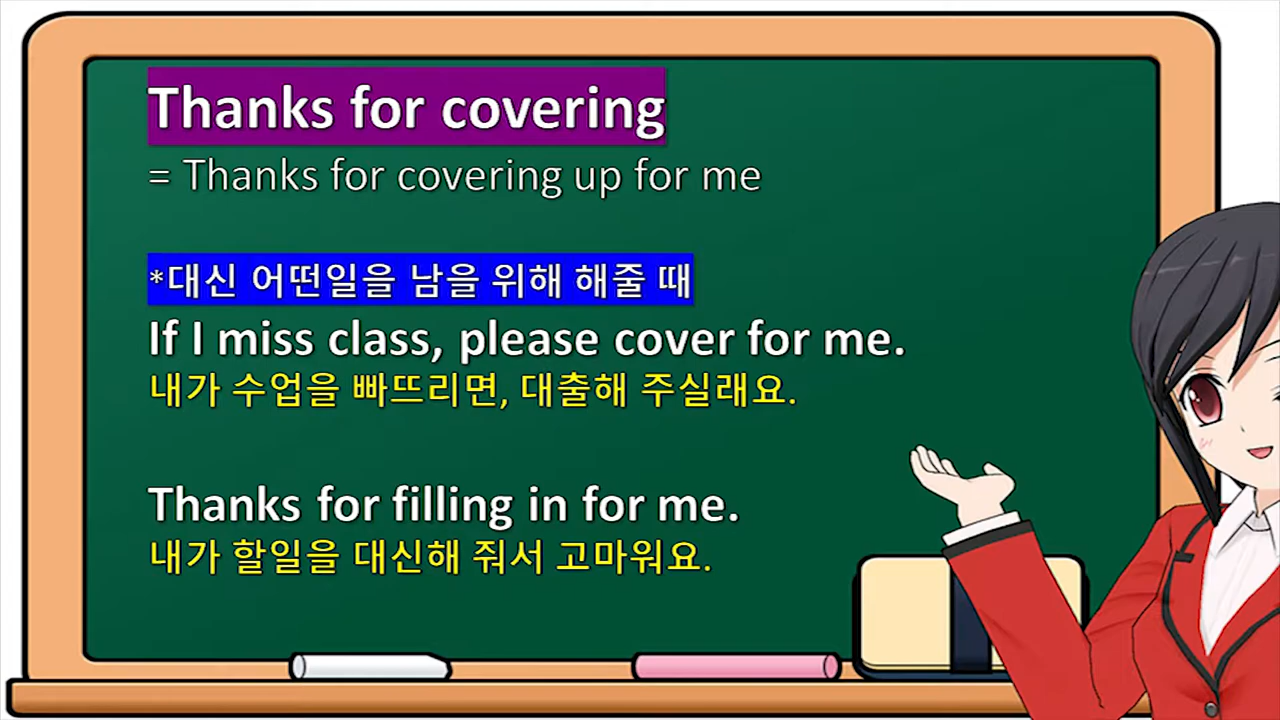 Thanks for covering
= Thanks for covering up for me
*대신 어떤일을 남을 위해 해줄 때
If I miss class, please cover for me.
내가 수업을 빠뜨리면, 대출해 주실래요.
Thanks for filling in for me.
내가 할일을 대신해 줘서 고마워요.